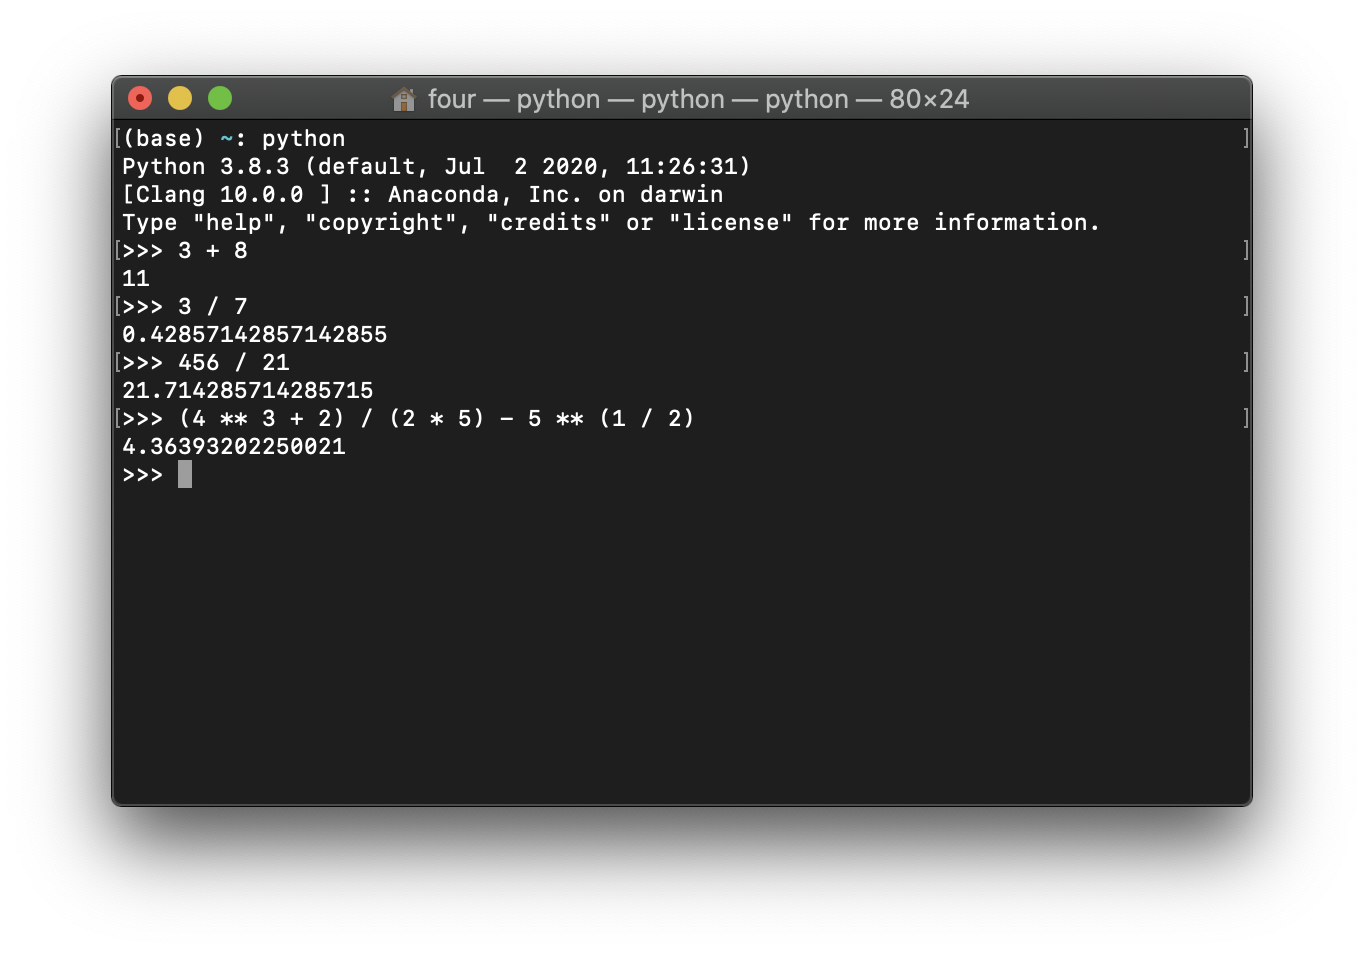 four — python — python — python — 80×24
[(base) ~: python ]
Python 3.8.3 (default, Jul  2 2020, 11:26:31)
[Clang 10.0.0 ] :: Anaconda, Inc. on darwin
Type "help", "copyright", "credits" or "license" for more information.
[>>> 3 + 8 ]
11
[>>> 3 / 7 ]
0.42857142857142855
[>>> 456 / 21 ]
21.714285714285715
[>>> (4 ** 3 + 2) / (2 * 5) - 5 ** (1 / 2) ]
4.36393202250021
>>>